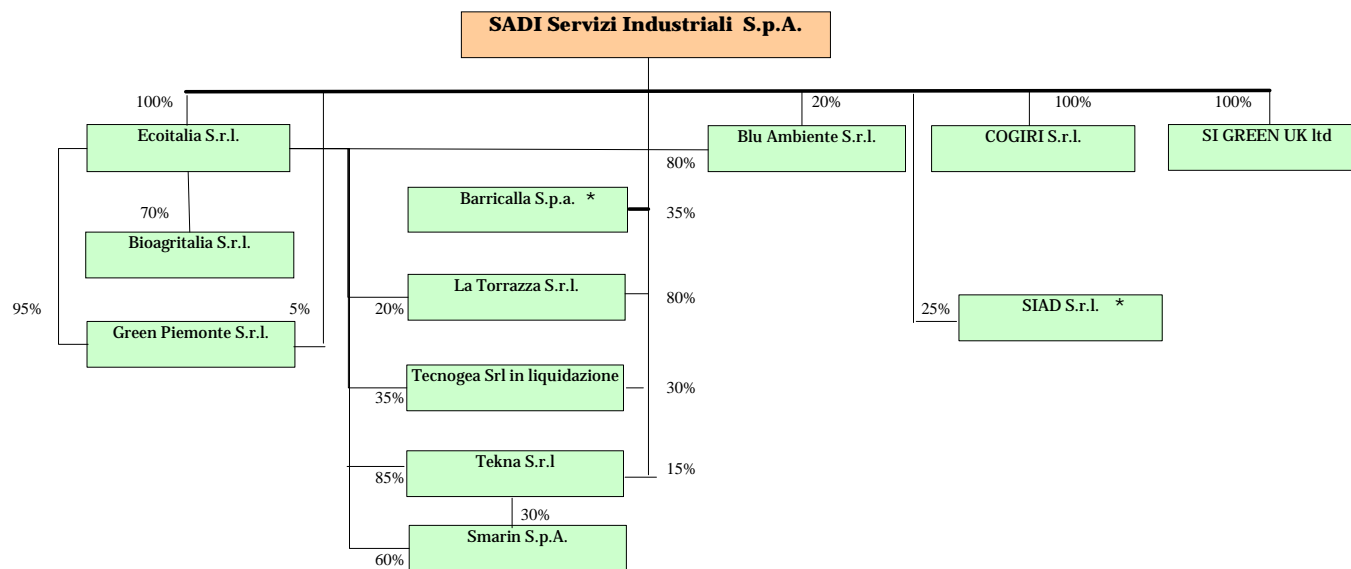 SADI Servizi Industriali S.p.A.
100%
20%
100%
100%
Ecoitalia S.r.l.
Blu Ambiente S.r.l.
COGIRI S.r.l.
SI GREEN UK ltd
80%
Barricalla S.p.a. *
35%
70%
Bioagritalia S.r.l.
La Torrazza S.r.l.
95%
5%
20%
80%
25%
SIAD S.r.l. *
Green Piemonte S.r.l.
Tecnogea Srl in liquidazione
35%
30%
Tekna S.r.l
85%
15%
30%
Smarin S.p.A.
60%